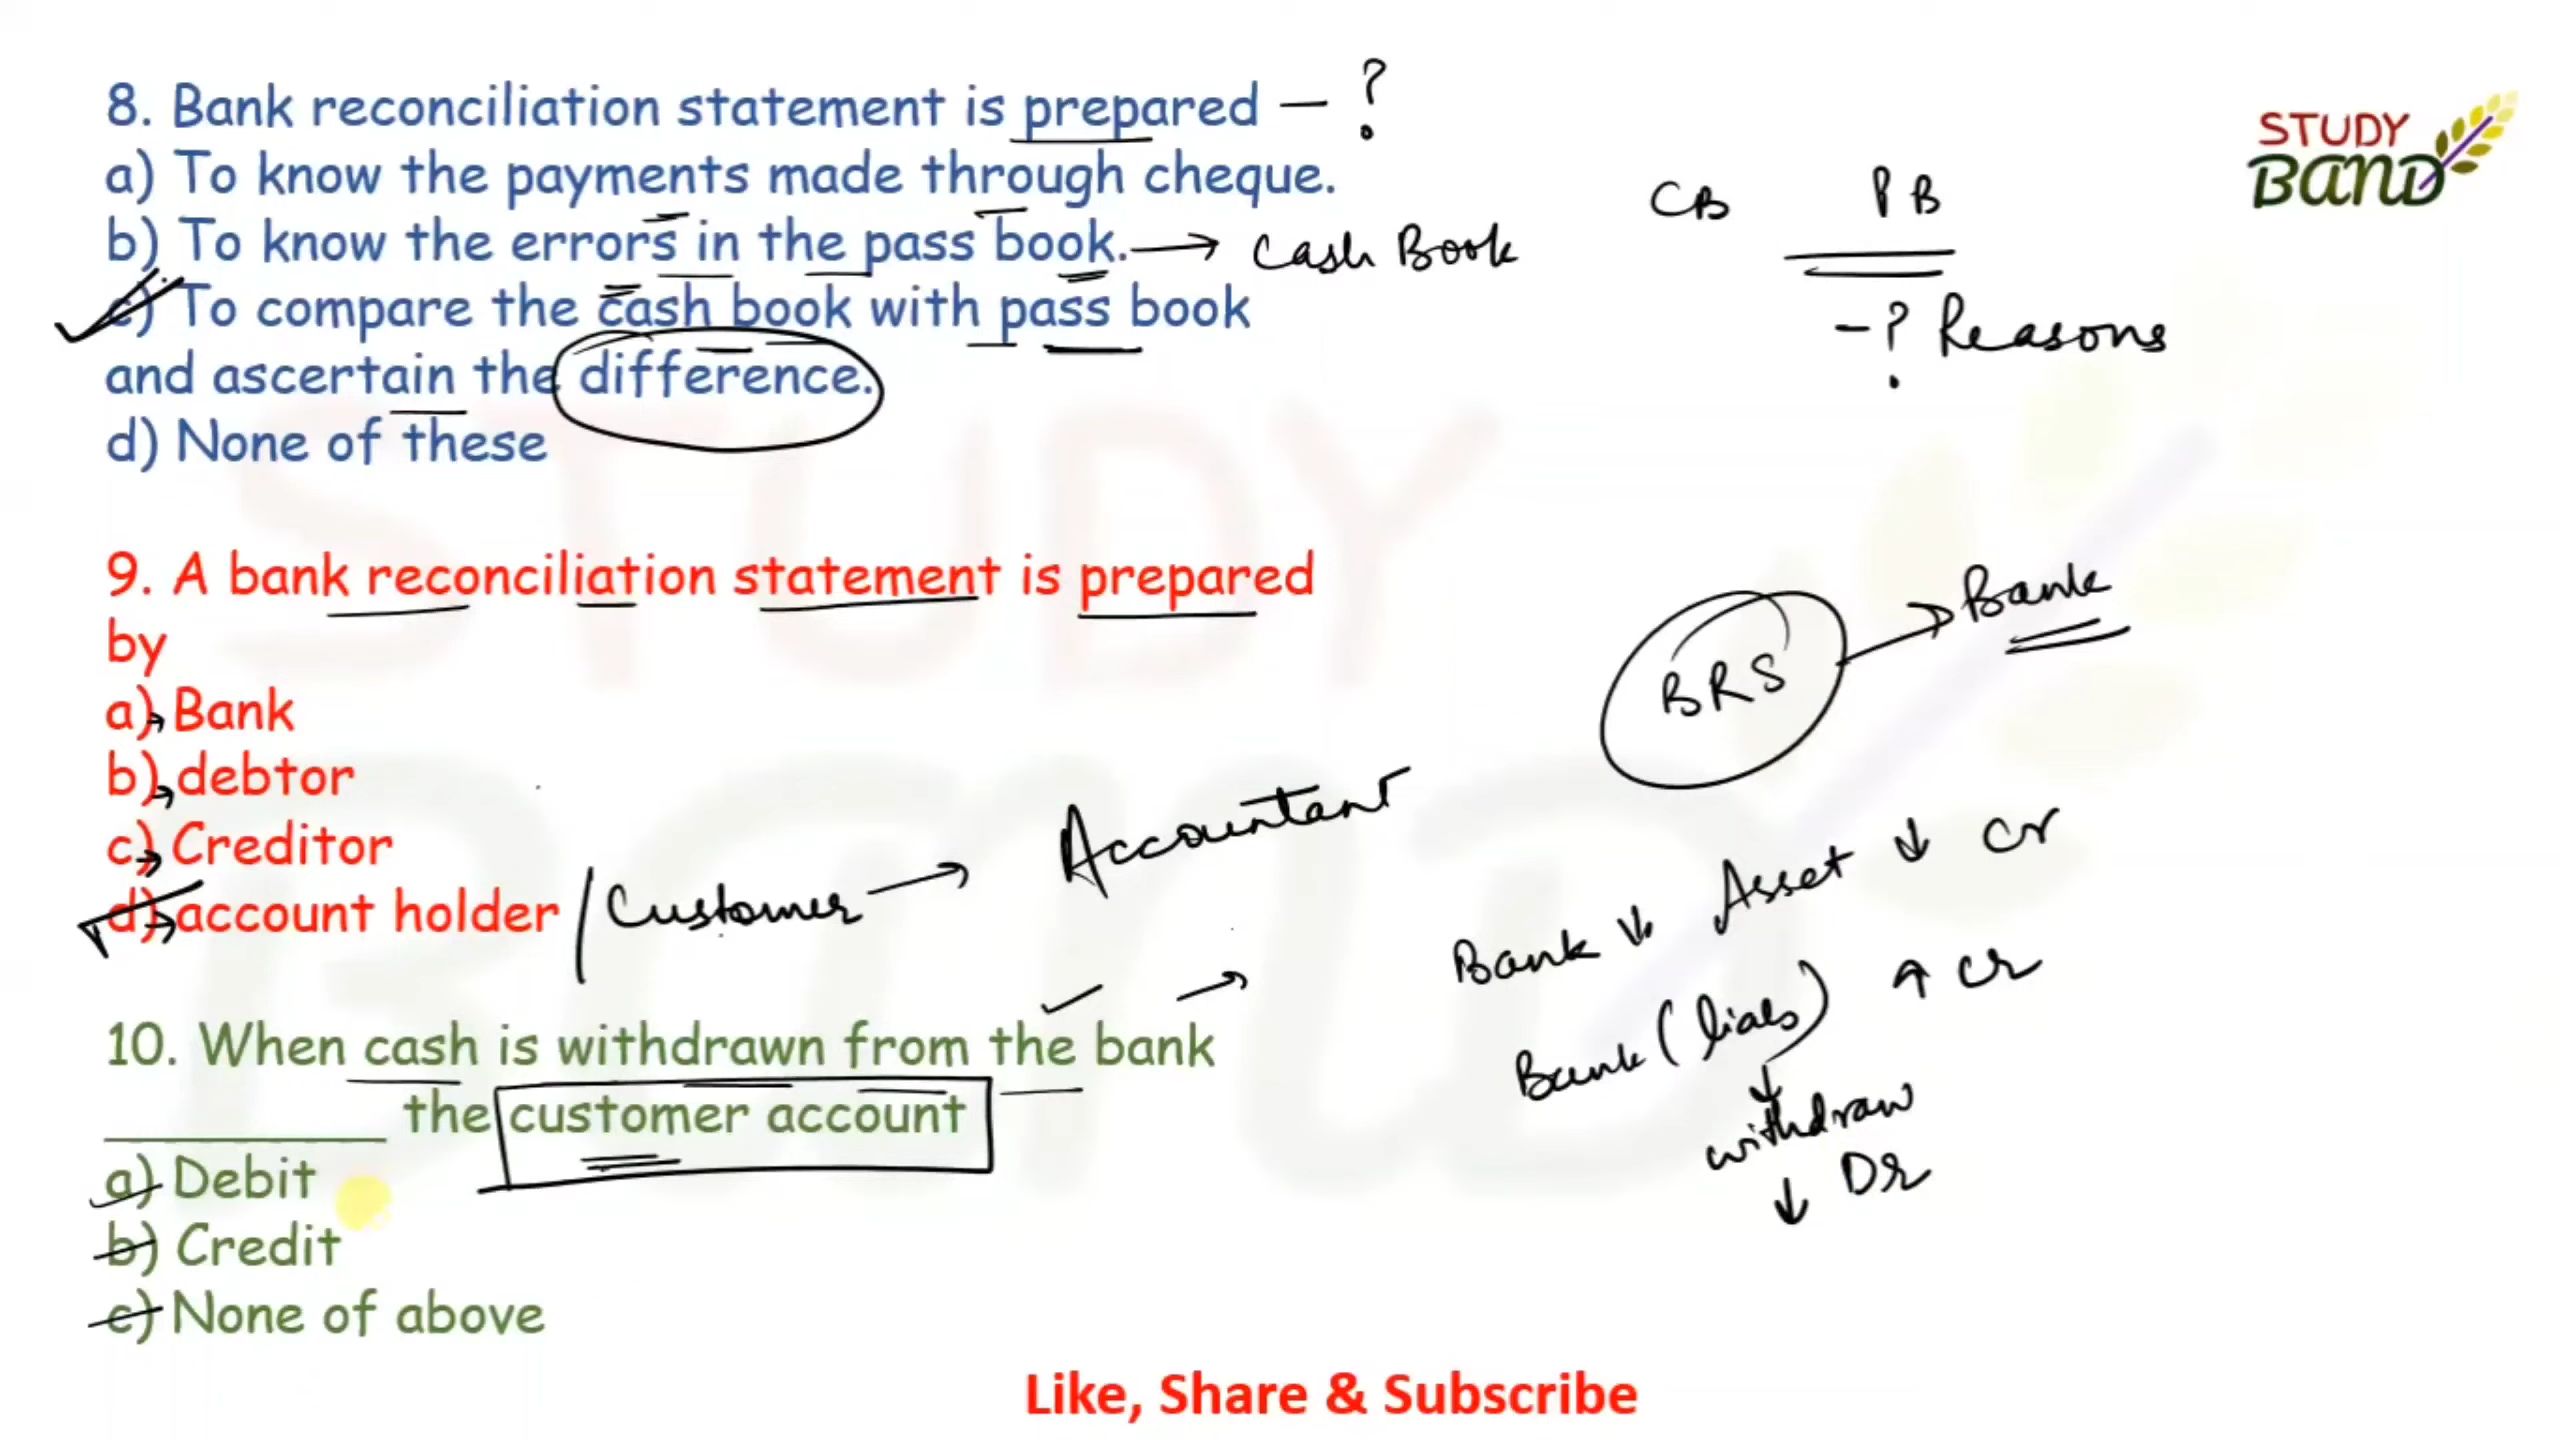 8. Bank reconciliation statement is prepared – ?
a) To know the payments made through cheque.
b) To know the errors in the pass book. → Cash Book
c) To compare the cash book with pass book
and ascertain the difference.
d) None of these
CB PB
– ? Reasons
STUDY
BAND
9. A bank reconciliation statement is prepared
by
a) Bank
b) debtor
c) Creditor
d) account holder / Customer → Accountant
BRS → Bank
Bank ↓ Asset ↓ Cr
Bank (liab) ↑ Cr
↓
withdraw
↓ Dr
10. When cash is withdrawn from the bank
__________ the customer account
a) Debit
b) Credit
c) None of above
Like, Share & Subscribe
STUDY
BAND